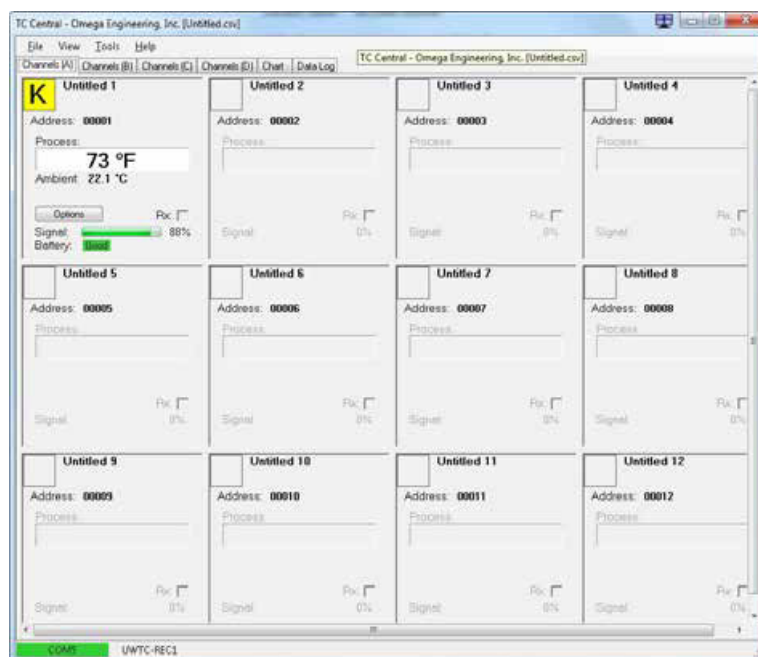 TC Central - Omega Engineering, Inc. [Untitled.csv]
File View Tools Help
TC Central - Omega Engineering, Inc. [Untitled.csv]
Channels (A) Channels (B) Channels (C) Channels (D) Chart Data Log
K Untitled 1 Untitled 2 Untitled 3 Untitled 4
Address: 00001 Address: 00002 Address: 00003 Address: 00004
Process: Process: Process: Process:
73 °F
Ambient: 22.1 °C
Options Rx: Rx: Rx: Rx:
Signal: 88% Signal: 0% Signal: 0% Signal: 0%
Battery: Good
Untitled 5 Untitled 6 Untitled 7 Untitled 8
Address: 00005 Address: 00006 Address: 00007 Address: 00008
Process: Process: Process: Process:
Rx: Rx: Rx: Rx:
Signal: 0% Signal: 0% Signal: 0% Signal: 0%
Untitled 9 Untitled 10 Untitled 11 Untitled 12
Address: 00009 Address: 00010 Address: 00011 Address: 00012
Process: Process: Process: Process:
Rx: Rx: Rx: Rx:
Signal: 0% Signal: 0% Signal: 0% Signal: 0%
COM5 UWTC-REC1